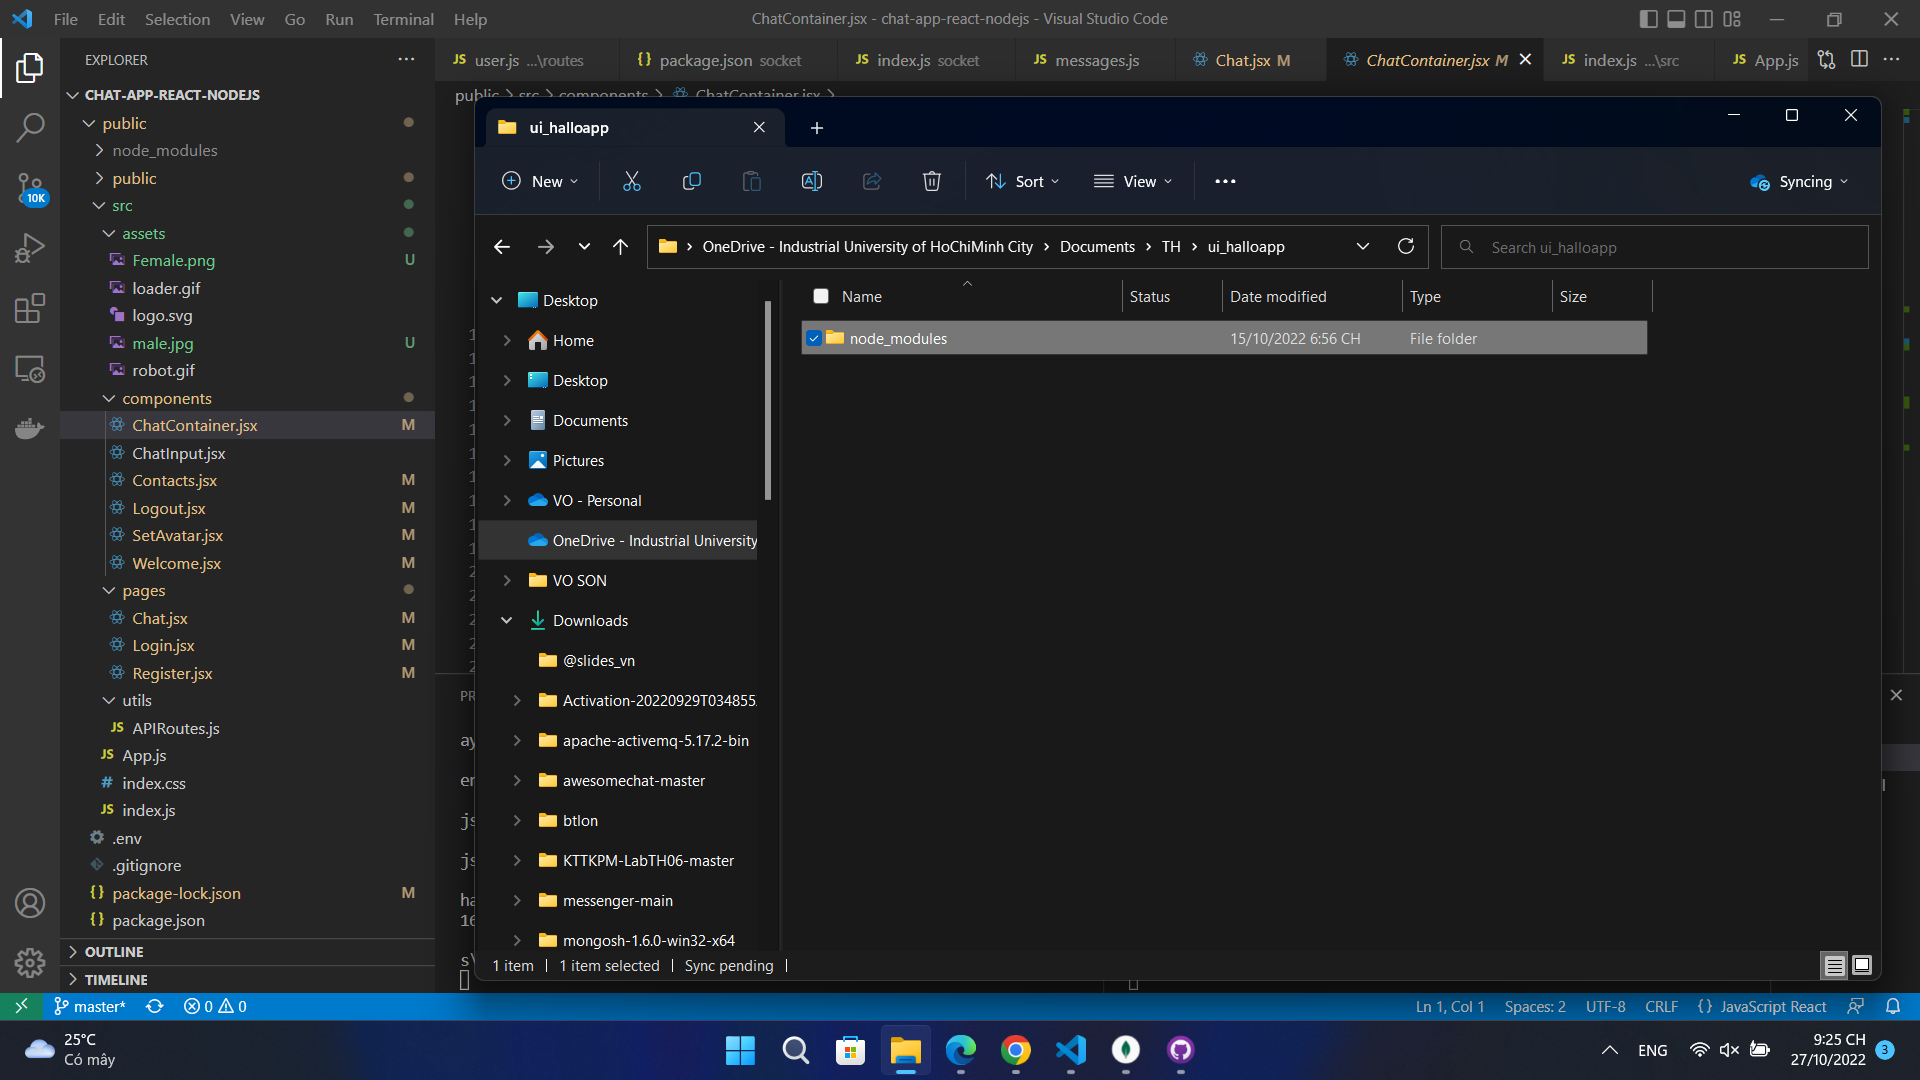 File Edit Selection View Go Run Terminal Help
ChatContainer.jsx - chat-app-react-nodejs - Visual Studio Code
EXPLORER
user.js ...\routes
package.json socket
index.js socket
messages.js
Chat.jsx M
ChatContainer.jsx M
index.js ...\src
App.js
CHAT-APP-REACT-NODEJS
public
node_modules
public
src
assets
Female.png U
loader.gif
logo.svg
male.jpg U
robot.gif
components
ChatContainer.jsx M
ChatInput.jsx
Contacts.jsx M
Logout.jsx M
SetAvatar.jsx M
Welcome.jsx M
pages
Chat.jsx M
Login.jsx M
Register.jsx M
utils
JS APIRoutes.js
JS App.js
# index.css
JS index.js
.env
.gitignore
{} package-lock.json M
{} package.json
OUTLINE
TIMELINE
10K
public > src > components > ChatContainer.jsx >
ui_halloapp
New
Sort
View
Syncing
OneDrive - Industrial University of HoChiMinh City > Documents > TH > ui_halloapp
Search ui_halloapp
Name Status Date modified Type Size
node_modules 15/10/2022 6:56 CH File folder
Desktop
Home
Desktop
Documents
Pictures
VO - Personal
OneDrive - Industrial University
VO SON
Downloads
@slides_vn
Activation-20220929T034855
apache-activemq-5.17.2-bin
awesomechat-master
btlon
KTTKPM-LabTH06-master
messenger-main
mongosh-1.6.0-win32-x64
1 item 1 item selected Sync pending
master* 0 0
Ln 1, Col 1 Spaces: 2 UTF-8 CRLF {} JavaScript React
25°C
Có mây
ENG
9:25 CH
27/10/2022
3